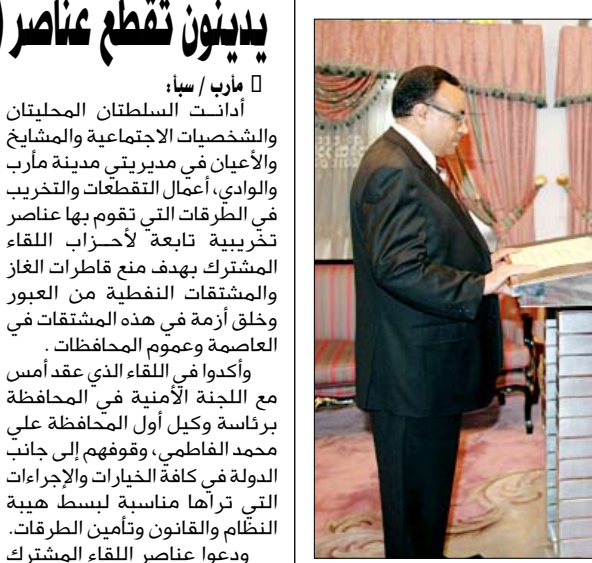 يدينون تقطع عناصر (
مأرب / سبأ :
أدانــت السلطتان المحليتان
والشخصيات الاجتماعية والمشايخ
والأعيان في مديريتي مدينة مأرب
والوادي، أعمال التقطعات والتخريب
في الطرقات التي تقوم بها عناصر
تخريبية تابعة لأحــزاب اللقاء
المشترك بهدف منع قاطرات الغاز
والمشتقات النفطية من العبور
وخلق أزمة في هذه المشتقات في
العاصمة وعموم المحافظات .
وأكدوا في اللقاء الذي عقد أمس
مع اللجنة الأمنية في المحافظة
برئاسة وكيل أول المحافظة علي
محمد الفاطمي، وقوفهم إلى جانب
الدولة في كافة الخيارات والإجراءات
التي تراها مناسبة لبسط هيبة
النظام والقانون وتأمين الطرقات.
ودعوا عناصر اللقاء المشترك